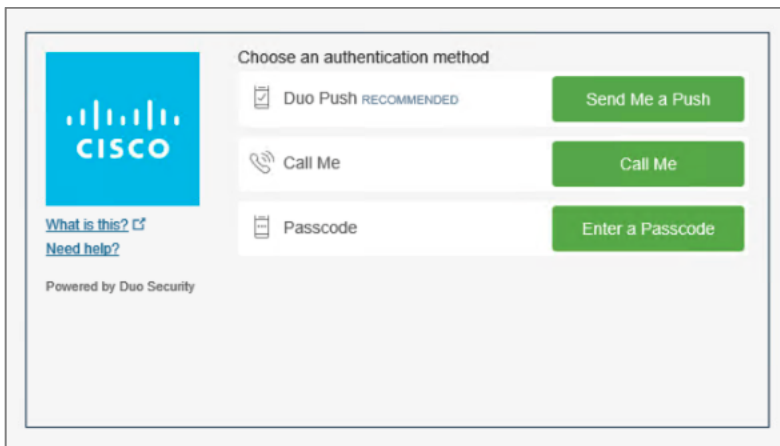 Choose an authentication method
CISCO
Duo Push RECOMMENDED
Send Me a Push
Call Me
Call Me
Passcode
Enter a Passcode
What is this?
Need help?
Powered by Duo Security